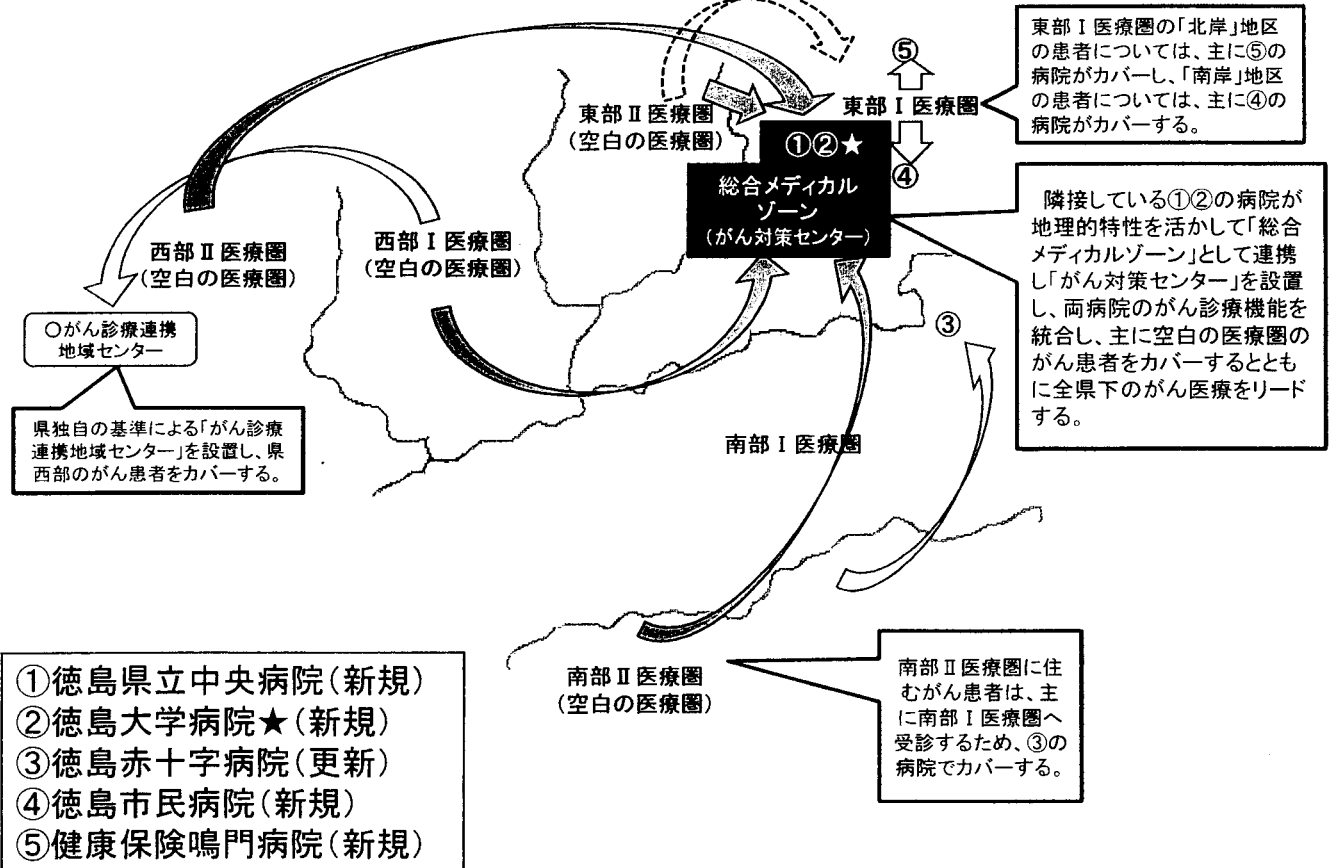 東部Ⅰ医療圏の「北岸」地区
の患者については、主に⑤の
病院がカバーし、「南岸」地区
の患者については、主に④の
病院がカバーする。
⑤
東部Ⅱ医療圏
(空白の医療圏)
東部Ⅰ医療圏
①②★
④
総合メディカル
ゾーン
(がん対策センター)
隣接している①②の病院が
地理的特性を活かして「総合
メディカルゾーン」として連携
し「がん対策センター」を設置
し、両病院のがん診療機能を
統合し、主に空白の医療圏の
がん患者をカバーするととも
に全県下のがん医療をリード
する。
西部Ⅱ医療圏
(空白の医療圏)
西部Ⅰ医療圏
(空白の医療圏)
○がん診療連携
地域センター
③
県独自の基準による「がん診療
連携地域センター」を設置し、県
西部のがん患者をカバーする。
南部Ⅰ医療圏
南部Ⅱ医療圏
(空白の医療圏)
南部Ⅱ医療圏に住
むがん患者は、主
に南部Ⅰ医療圏へ
受診するため、③の
病院でカバーする。
①徳島県立中央病院(新規)
②徳島大学病院★(新規)
③徳島赤十字病院(更新)
④徳島市民病院(新規)
⑤健康保険鳴門病院(新規)